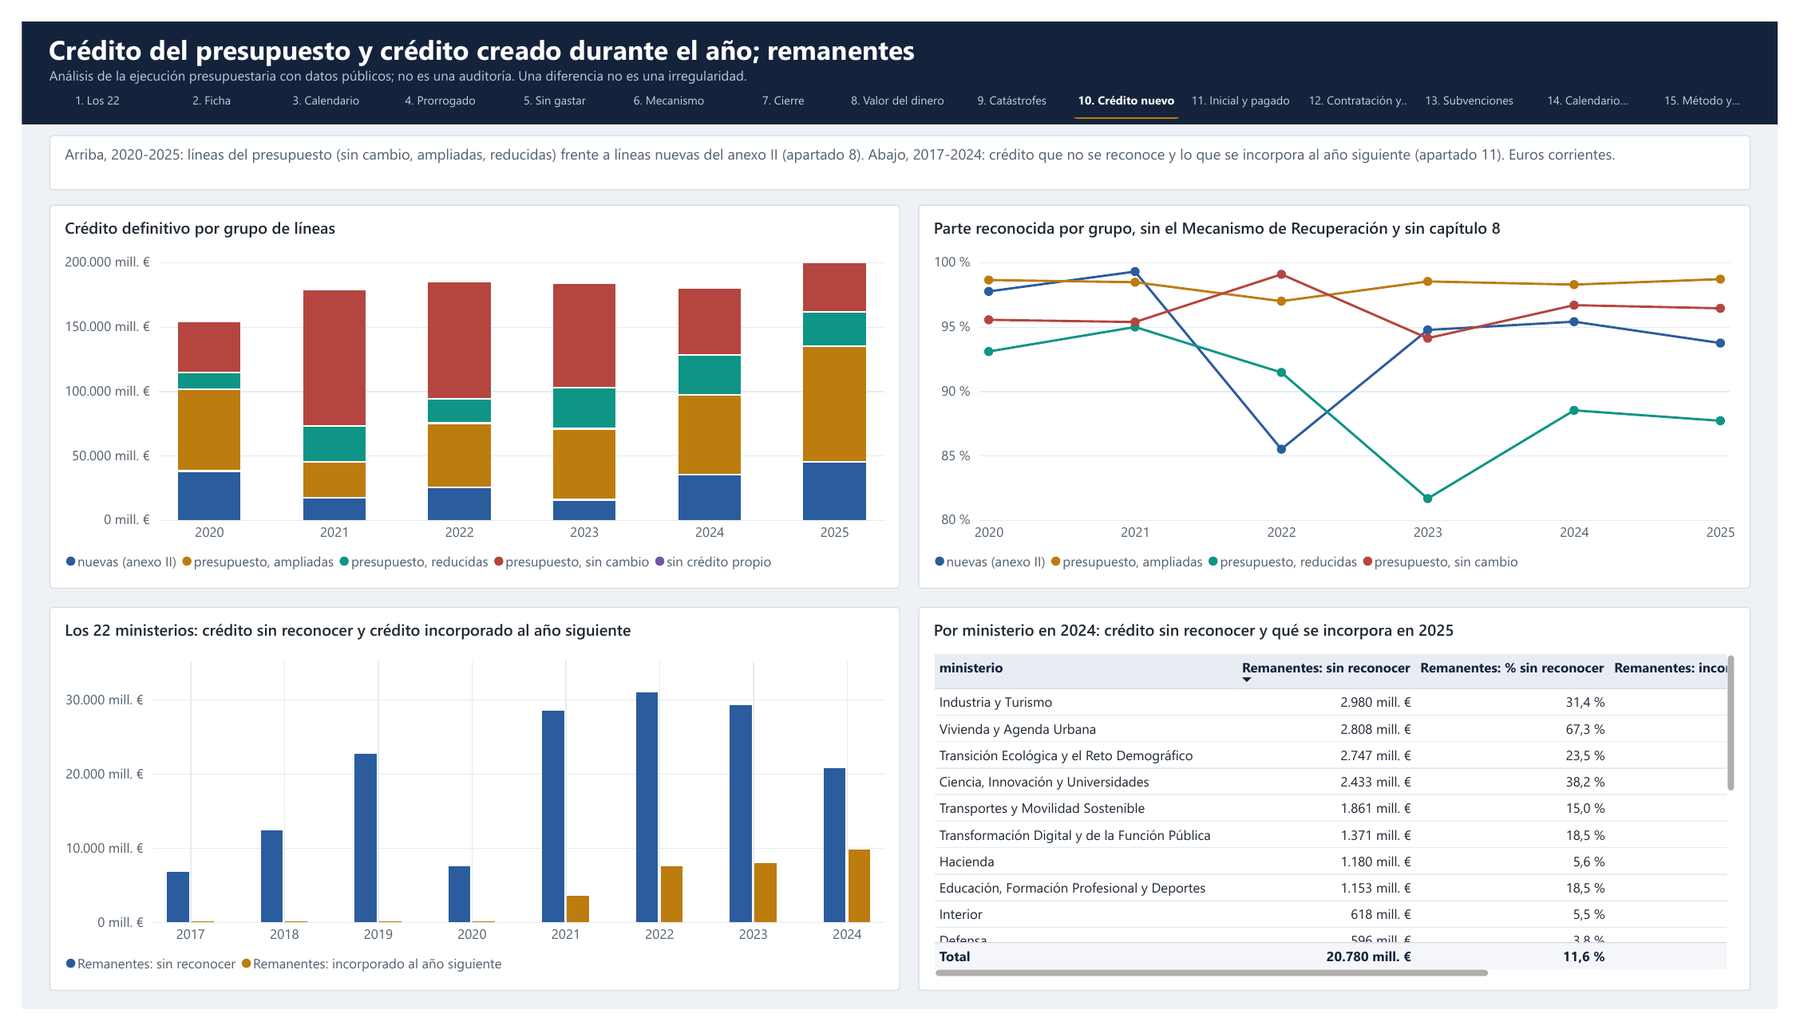 Crédito del presupuesto y crédito creado durante el año; remanentes
Análisis de la ejecución presupuestaria con datos públicos; no es una auditoría. Una diferencia no es una irregularidad.
1. Los 22 2. Ficha 3. Calendario 4. Prorrogado 5. Sin gastar 6. Mecanismo 7. Cierre 8. Valor del dinero 9. Catástrofes 10. Crédito nuevo 11. Inicial y pagado 12. Contratación y.. 13. Subvenciones 14. Calendario... 15. Método y...
Arriba, 2020-2025: líneas del presupuesto (sin cambio, ampliadas, reducidas) frente a líneas nuevas del anexo II (apartado 8). Abajo, 2017-2024: crédito que no se reconoce y lo que se incorpora al año siguiente (apartado 11). Euros corrientes.
Crédito definitivo por grupo de líneas
200.000 mill. €
150.000 mill. €
100.000 mill. €
50.000 mill. €
0 mill. €
2020 2021 2022 2023 2024 2025
nuevas (anexo II) presupuesto, ampliadas presupuesto, reducidas presupuesto, sin cambio sin crédito propio
Parte reconocida por grupo, sin el Mecanismo de Recuperación y sin capítulo 8
100 %
95 %
90 %
85 %
80 %
2020 2021 2022 2023 2024 2025
nuevas (anexo II) presupuesto, ampliadas presupuesto, reducidas presupuesto, sin cambio
Los 22 ministerios: crédito sin reconocer y crédito incorporado al año siguiente
30.000 mill. €
20.000 mill. €
10.000 mill. €
0 mill. €
2017 2018 2019 2020 2021 2022 2023 2024
Remanentes: sin reconocer Remanentes: incorporado al año siguiente
Por ministerio en 2024: crédito sin reconocer y qué se incorpora en 2025
ministerio Remanentes: sin reconocer Remanentes: % sin reconocer Remanentes: incor
Industria y Turismo 2.980 mill. € 31,4 %
Vivienda y Agenda Urbana 2.808 mill. € 67,3 %
Transición Ecológica y el Reto Demográfico 2.747 mill. € 23,5 %
Ciencia, Innovación y Universidades 2.433 mill. € 38,2 %
Transportes y Movilidad Sostenible 1.861 mill. € 15,0 %
Transformación Digital y de la Función Pública 1.371 mill. € 18,5 %
Hacienda 1.180 mill. € 5,6 %
Educación, Formación Profesional y Deportes 1.153 mill. € 18,5 %
Interior 618 mill. € 5,5 %
Defensa 596 mill. € 3,8 %
Total 20.780 mill. € 11,6 %